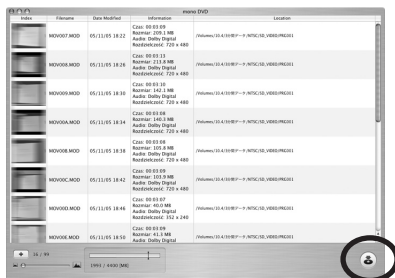 mono DVD
Index Filename Date Modified Information Location
MOV007.MOD 05/11/05 18:22 Czas: 00:03:09
Rozmiar: 209.1 MB
Audio: Dolby Digital
Rozdzielczość: 720 x 480
MOV008.MOD 05/11/05 18:26 Czas: 00:03:13
Rozmiar: 213.8 MB
Audio: Dolby Digital
Rozdzielczość: 720 x 480
MOV009.MOD 05/11/05 18:30 Czas: 00:03:10
Rozmiar: 142.1 MB
Audio: Dolby Digital
Rozdzielczość: 720 x 480
MOV00A.MOD 05/11/05 18:34 Czas: 00:03:08
Rozmiar: 140.3 MB
Audio: Dolby Digital
Rozdzielczość: 720 x 480
MOV00B.MOD 05/11/05 18:38 Czas: 00:03:09
Rozmiar: 105.8 MB
Audio: Dolby Digital
Rozdzielczość: 720 x 480
MOV00C.MOD 05/11/05 18:42 Czas: 00:03:09
Rozmiar: 103.9 MB
Audio: Dolby Digital
Rozdzielczość: 720 x 480
MOV00D.MOD 05/11/05 18:46 Czas: 00:03:07
Rozmiar: 40.0 MB
Audio: Dolby Digital
Rozdzielczość: 352 x 240
MOV00E.MOD 05/11/05 18:50 Czas: 00:03:09
Rozmiar: 41.3 MB
Audio: Dolby Digital
16 / 99
1993 / 4400 [MB]